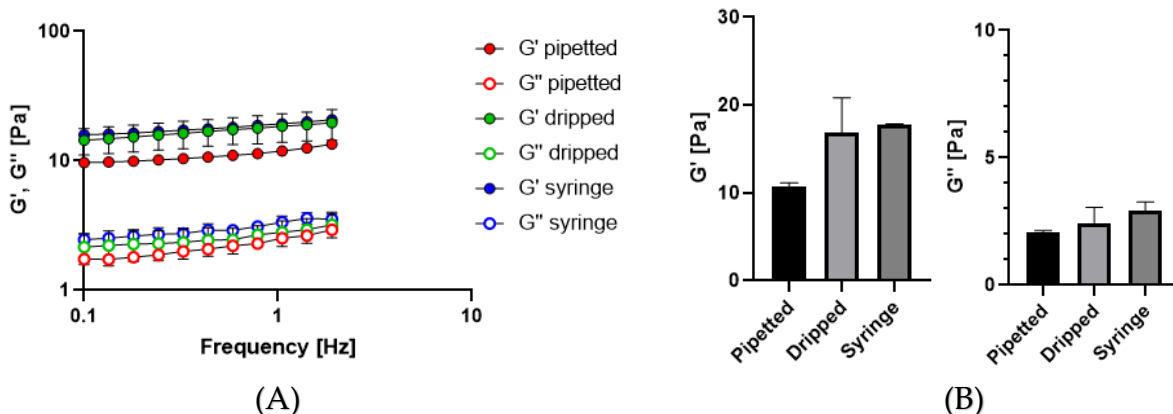 G', G'' [Pa]
100
10
1
0.1
1
10
Frequency [Hz]
G' pipetted
G'' pipetted
G' dripped
G'' dripped
G' syringe
G'' syringe
(A)
G' [Pa]
30
20
10
0
Pipetted
Dripped
Syringe
G'' [Pa]
10
5
0
Pipetted
Dripped
Syringe
(B)